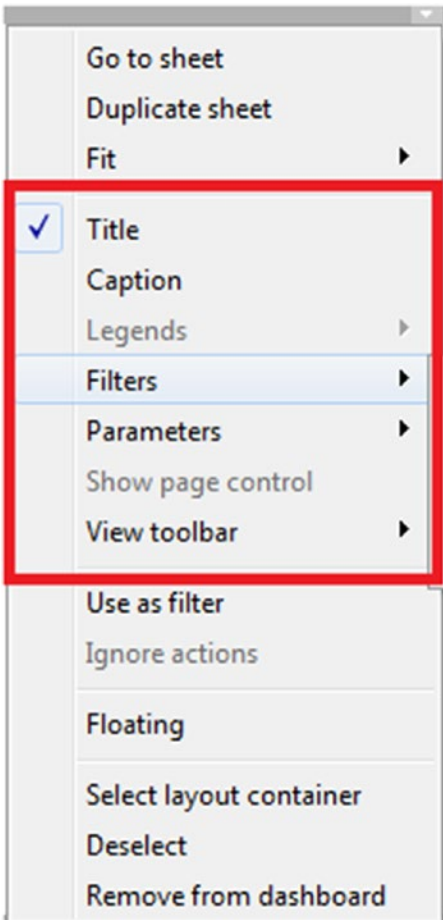 Go to sheet
Duplicate sheet
Fit
Title
Caption
Legends
Filters
Parameters
Show page control
View toolbar
Use as filter
Ignore actions
Floating
Select layout container
Deselect
Remove from dashboard